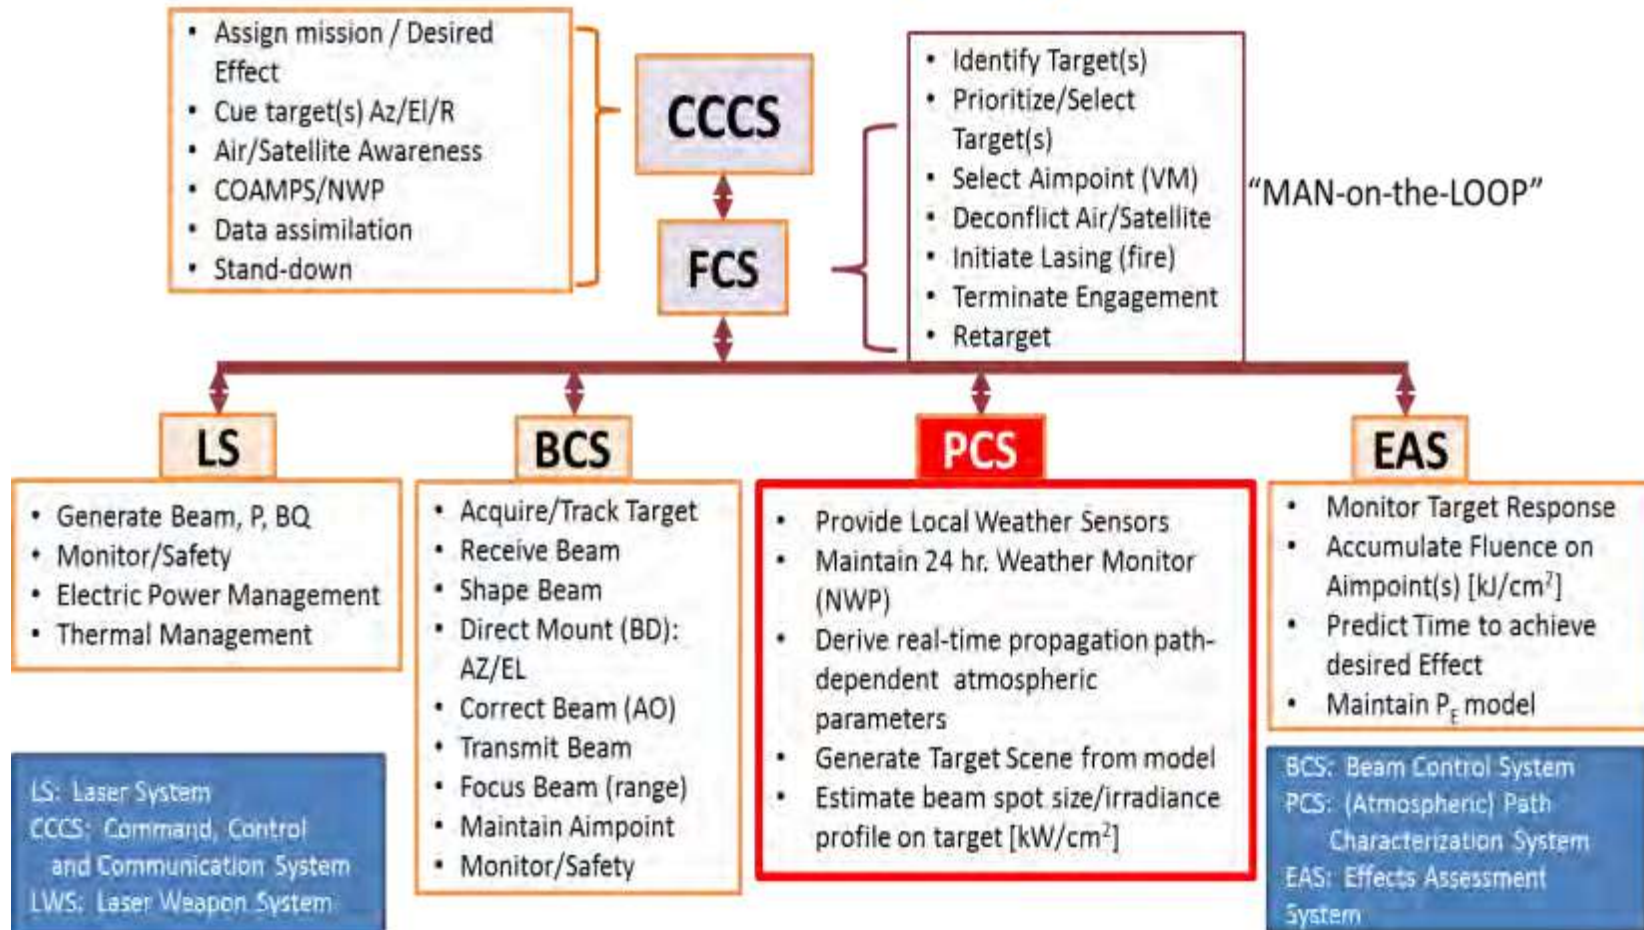 • Assign mission / Desired
Effect
• Cue target(s) Az/El/R
• Air/Satellite Awareness
• COAMPS/NWP
• Data assimilation
• Stand-down
CCCS
FCS
• Identify Target(s)
• Prioritize/Select
Target(s)
• Select Aimpoint (VM)
• Deconflict Air/Satellite
• Initiate Lasing (fire)
• Terminate Engagement
• Retarget
“MAN-on-the-LOOP”
LS
• Generate Beam, P, BQ
• Monitor/Safety
• Electric Power Management
• Thermal Management
BCS
• Acquire/Track Target
• Receive Beam
• Shape Beam
• Direct Mount (BD):
AZ/EL
• Correct Beam (AO)
• Transmit Beam
• Focus Beam (range)
• Maintain Aimpoint
• Monitor/Safety
PCS
• Provide Local Weather Sensors
• Maintain 24 hr. Weather Monitor
(NWP)
• Derive real-time propagation path-
dependent atmospheric
parameters
• Generate Target Scene from model
• Estimate beam spot size/irradiance
profile on target [kW/cm²]
EAS
• Monitor Target Response
• Accumulate Fluence on
Aimpoint(s) [kJ/cm²]
• Predict Time to achieve
desired Effect
• Maintain P_E model
LS: Laser System
CCCS: Command, Control
and Communication System
LWS: Laser Weapon System
BCS: Beam Control System
PCS: (Atmospheric) Path
Characterization System
EAS: Effects Assessment
System